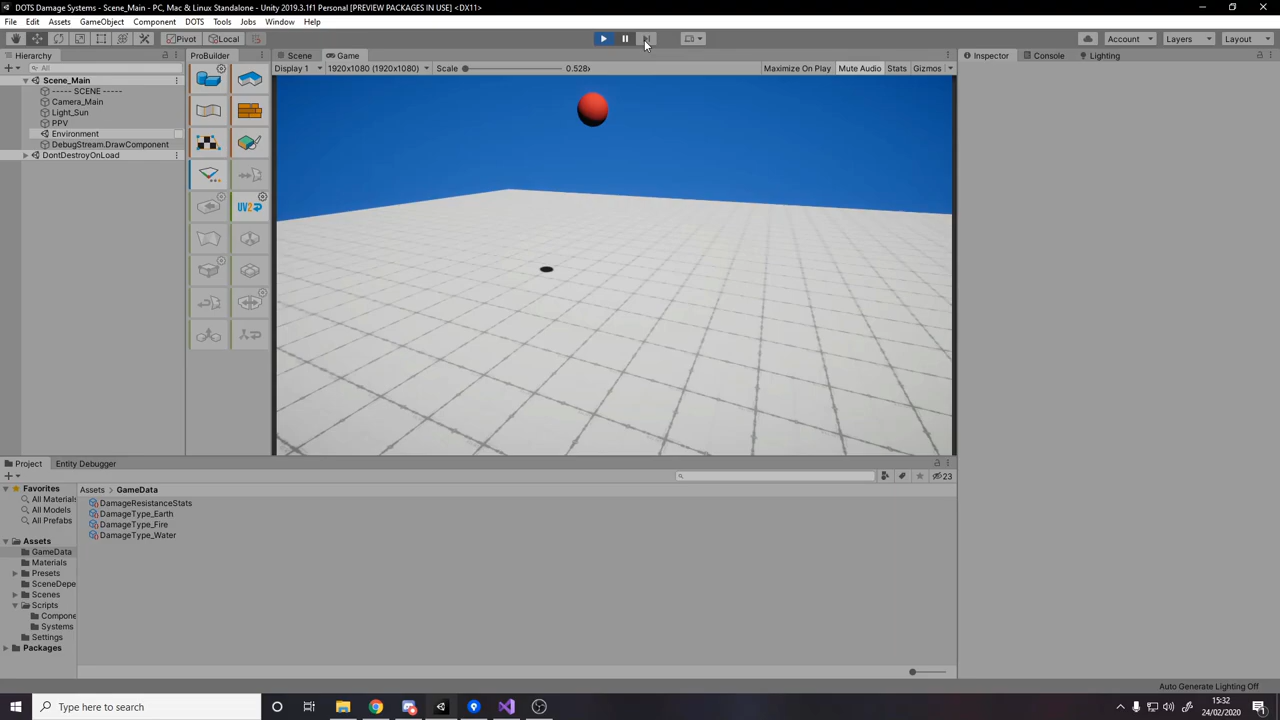 DOTS Damage Systems - Scene_Main - PC, Mac & Linux Standalone - Unity 2019.3.1f1 Personal [PREVIEW PACKAGES IN USE] <DX11>
File Edit Assets GameObject Component DOTS Tools Jobs Window Help
Pivot Local Account Layers Layout
Hierarchy
All
Scene_Main
----- SCENE -----
Camera_Main
Light_Sun
PPV
Environment
DebugStream.DrawComponent
DontDestroyOnLoad
ProBuilder
UV2
Scene Game
Display 1 1920x1080 (1920x1080) Scale 0.528x Maximize On Play Mute Audio Stats Gizmos
Inspector Console Lighting
Project Entity Debugger
23
Favorites
All Materials
All Models
All Prefabs
Assets
GameData
Materials
Presets
SceneDepe
Scenes
Scripts
Compone
Systems
Settings
Packages
Assets > GameData
DamageResistanceStats
DamageType_Earth
DamageType_Fire
DamageType_Water
Auto Generate Lighting Off
Type here to search
15:32
24/02/2020